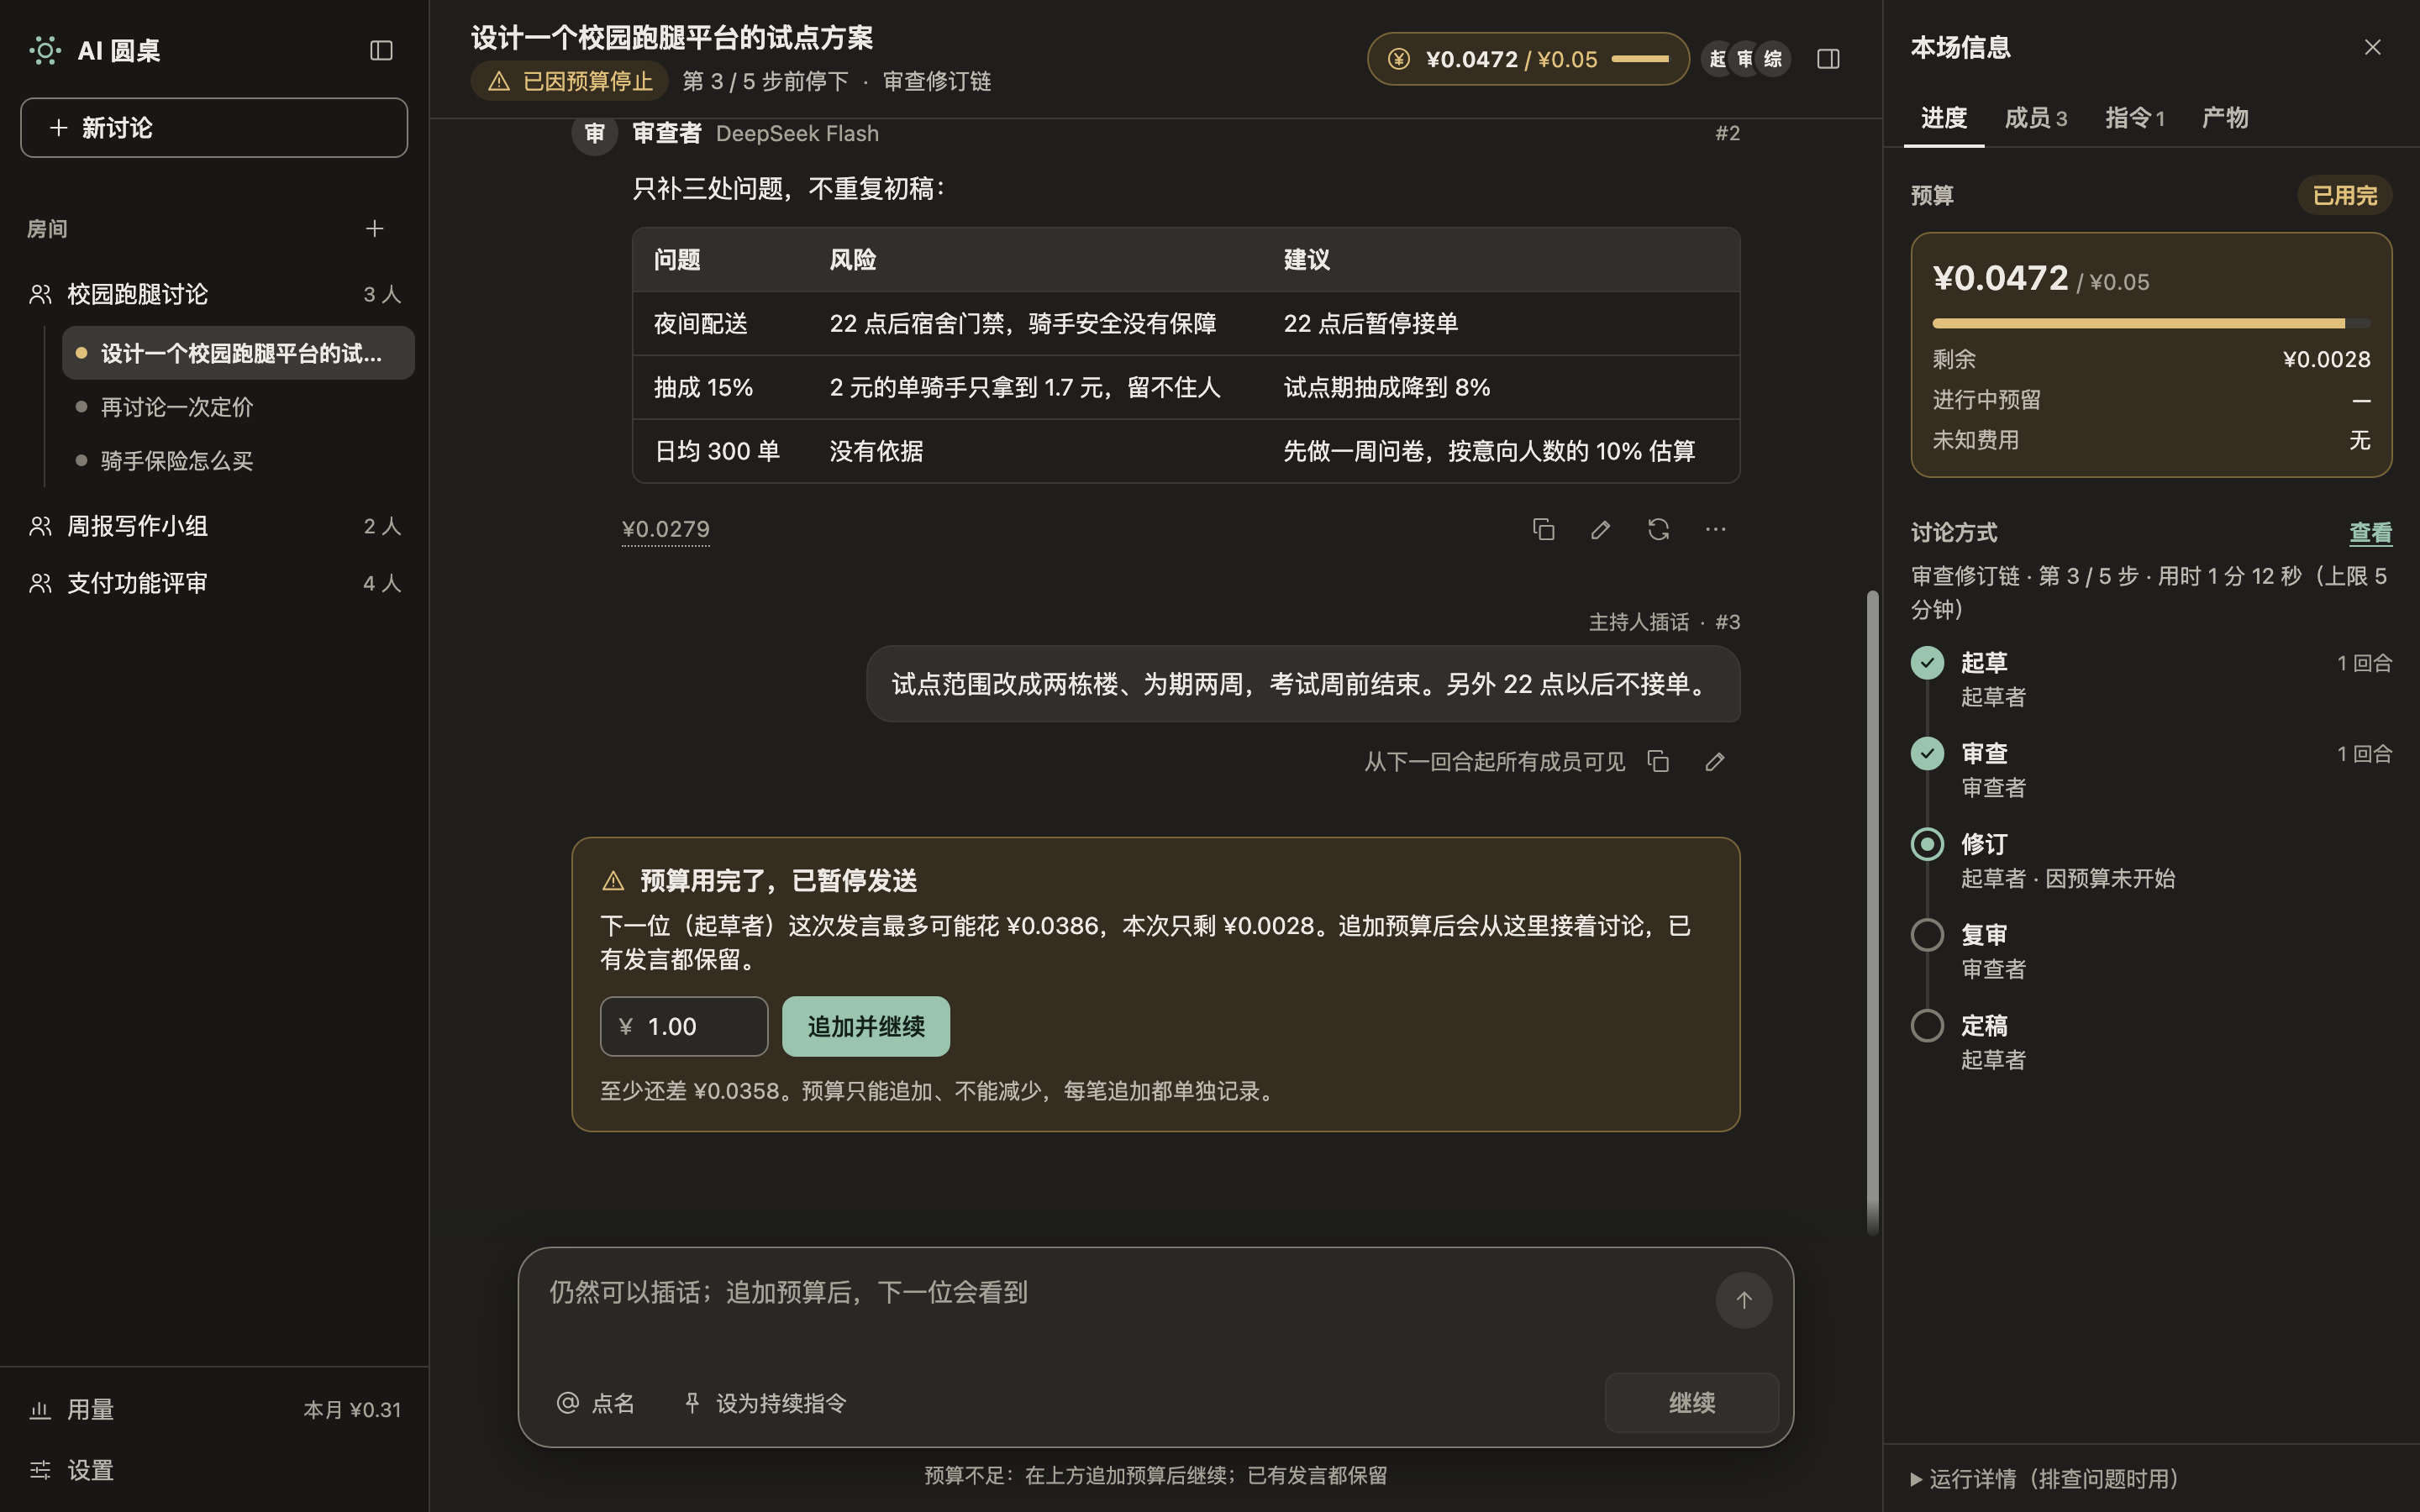 AI 圆桌
新讨论
房间
校园跑腿讨论 3 人
设计一个校园跑腿平台的试...
再讨论一次定价
骑手保险怎么买
周报写作小组 2 人
支付功能评审 4 人
用量 本月 ¥0.31
设置
设计一个校园跑腿平台的试点方案
已因预算停止 第 3 / 5 步前停下 · 审查修订链
¥0.0472 / ¥0.05
起 审 综
审 审查者 DeepSeek Flash #2
只补三处问题，不重复初稿：
问题 风险 建议
夜间配送 22 点后宿舍门禁，骑手安全没有保障 22 点后暂停接单
抽成 15% 2 元的单骑手只拿到 1.7 元，留不住人 试点期抽成降到 8%
日均 300 单 没有依据 先做一周问卷，按意向人数的 10% 估算
¥0.0279
主持人插话 · #3
试点范围改成两栋楼、为期两周，考试周前结束。另外 22 点以后不接单。
从下一回合起所有成员可见
预算用完了，已暂停发送
下一位（起草者）这次发言最多可能花 ¥0.0386，本次只剩 ¥0.0028。追加预算后会从这里接着讨论，已
有发言都保留。
¥ 1.00 追加并继续
至少还差 ¥0.0358。预算只能追加、不能减少，每笔追加都单独记录。
仍然可以插话；追加预算后，下一位会看到
@ 点名 设为持续指令 继续
预算不足：在上方追加预算后继续；已有发言都保留
本场信息
进度 成员 3 指令 1 产物
预算 已用完
¥0.0472 / ¥0.05
剩余 ¥0.0028
进行中预留 —
未知费用 无
讨论方式 查看
审查修订链 · 第 3 / 5 步 · 用时 1 分 12 秒（上限 5
分钟）
起草 1 回合
起草者
审查 1 回合
审查者
修订
起草者 · 因预算未开始
复审
审查者
定稿
起草者
运行详情（排查问题时用）